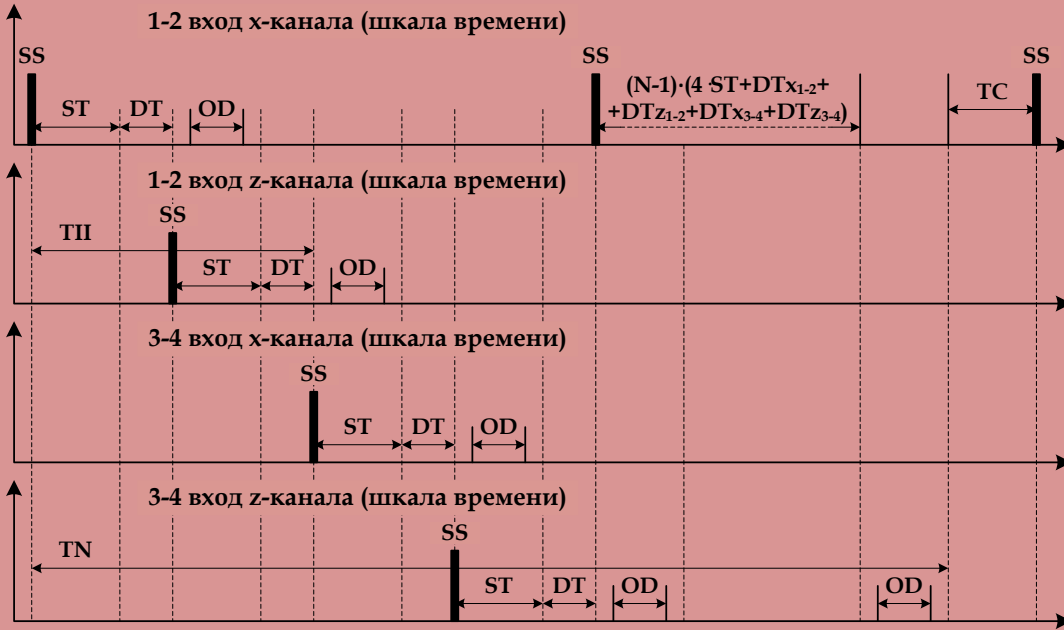 1-2 вход x-канала (шкала времени)
SS
SS
SS
ST
DT
OD
(N-1)·(4·ST+DTx₁₋₂+
+DTz₁₋₂+DTx₃₋₄+DTz₃₋₄)
TC
1-2 вход z-канала (шкала времени)
SS
TII
ST
DT
OD
3-4 вход x-канала (шкала времени)
SS
ST
DT
OD
3-4 вход z-канала (шкала времени)
SS
TN
ST
DT
OD
OD